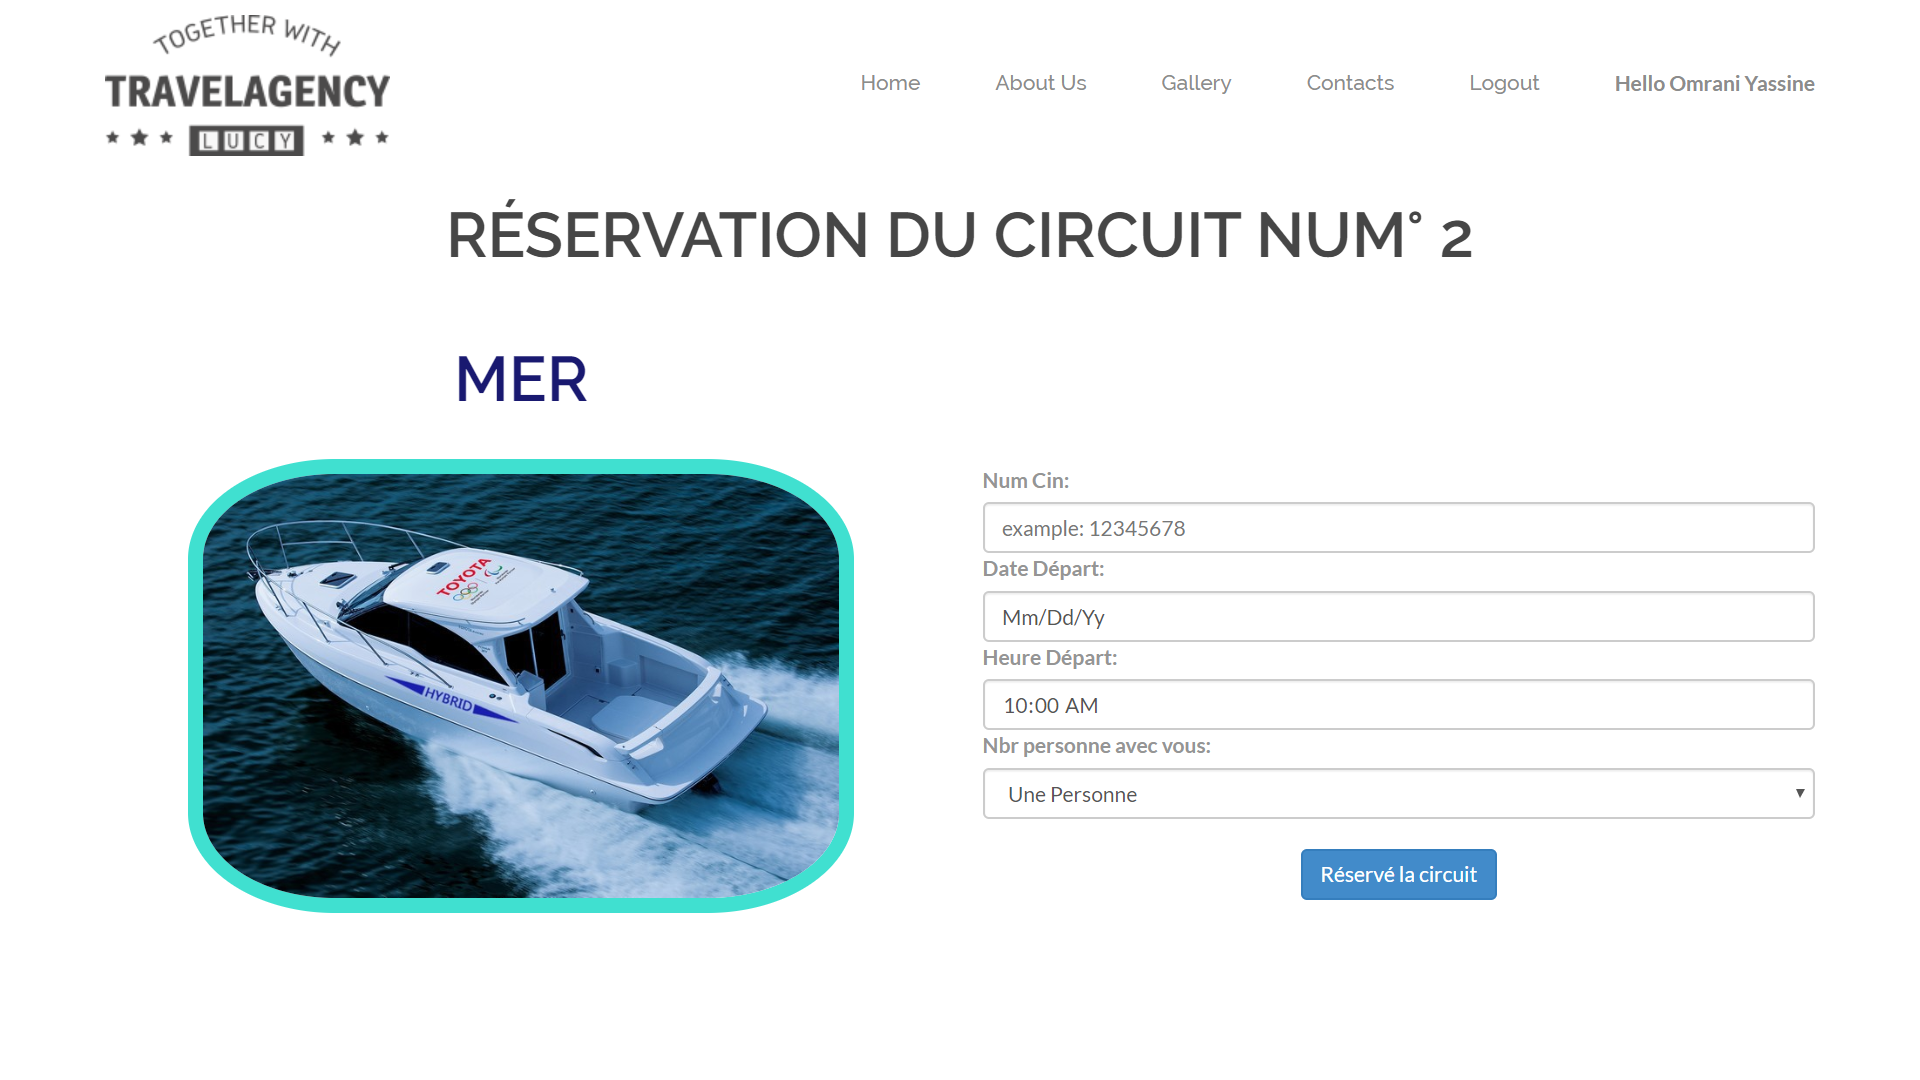 TOGETHER WITH
TRAVELAGENCY
LUCY
Home
About Us
Gallery
Contacts
Logout
Hello Omrani Yassine
RÉSERVATION DU CIRCUIT NUM° 2
MER
TOYOTA
HYBRID
Num Cin:
example: 12345678
Date Départ:
Mm/Dd/Yy
Heure Départ:
10:00 AM
Nbr personne avec vous:
Une Personne
Réservé la circuit